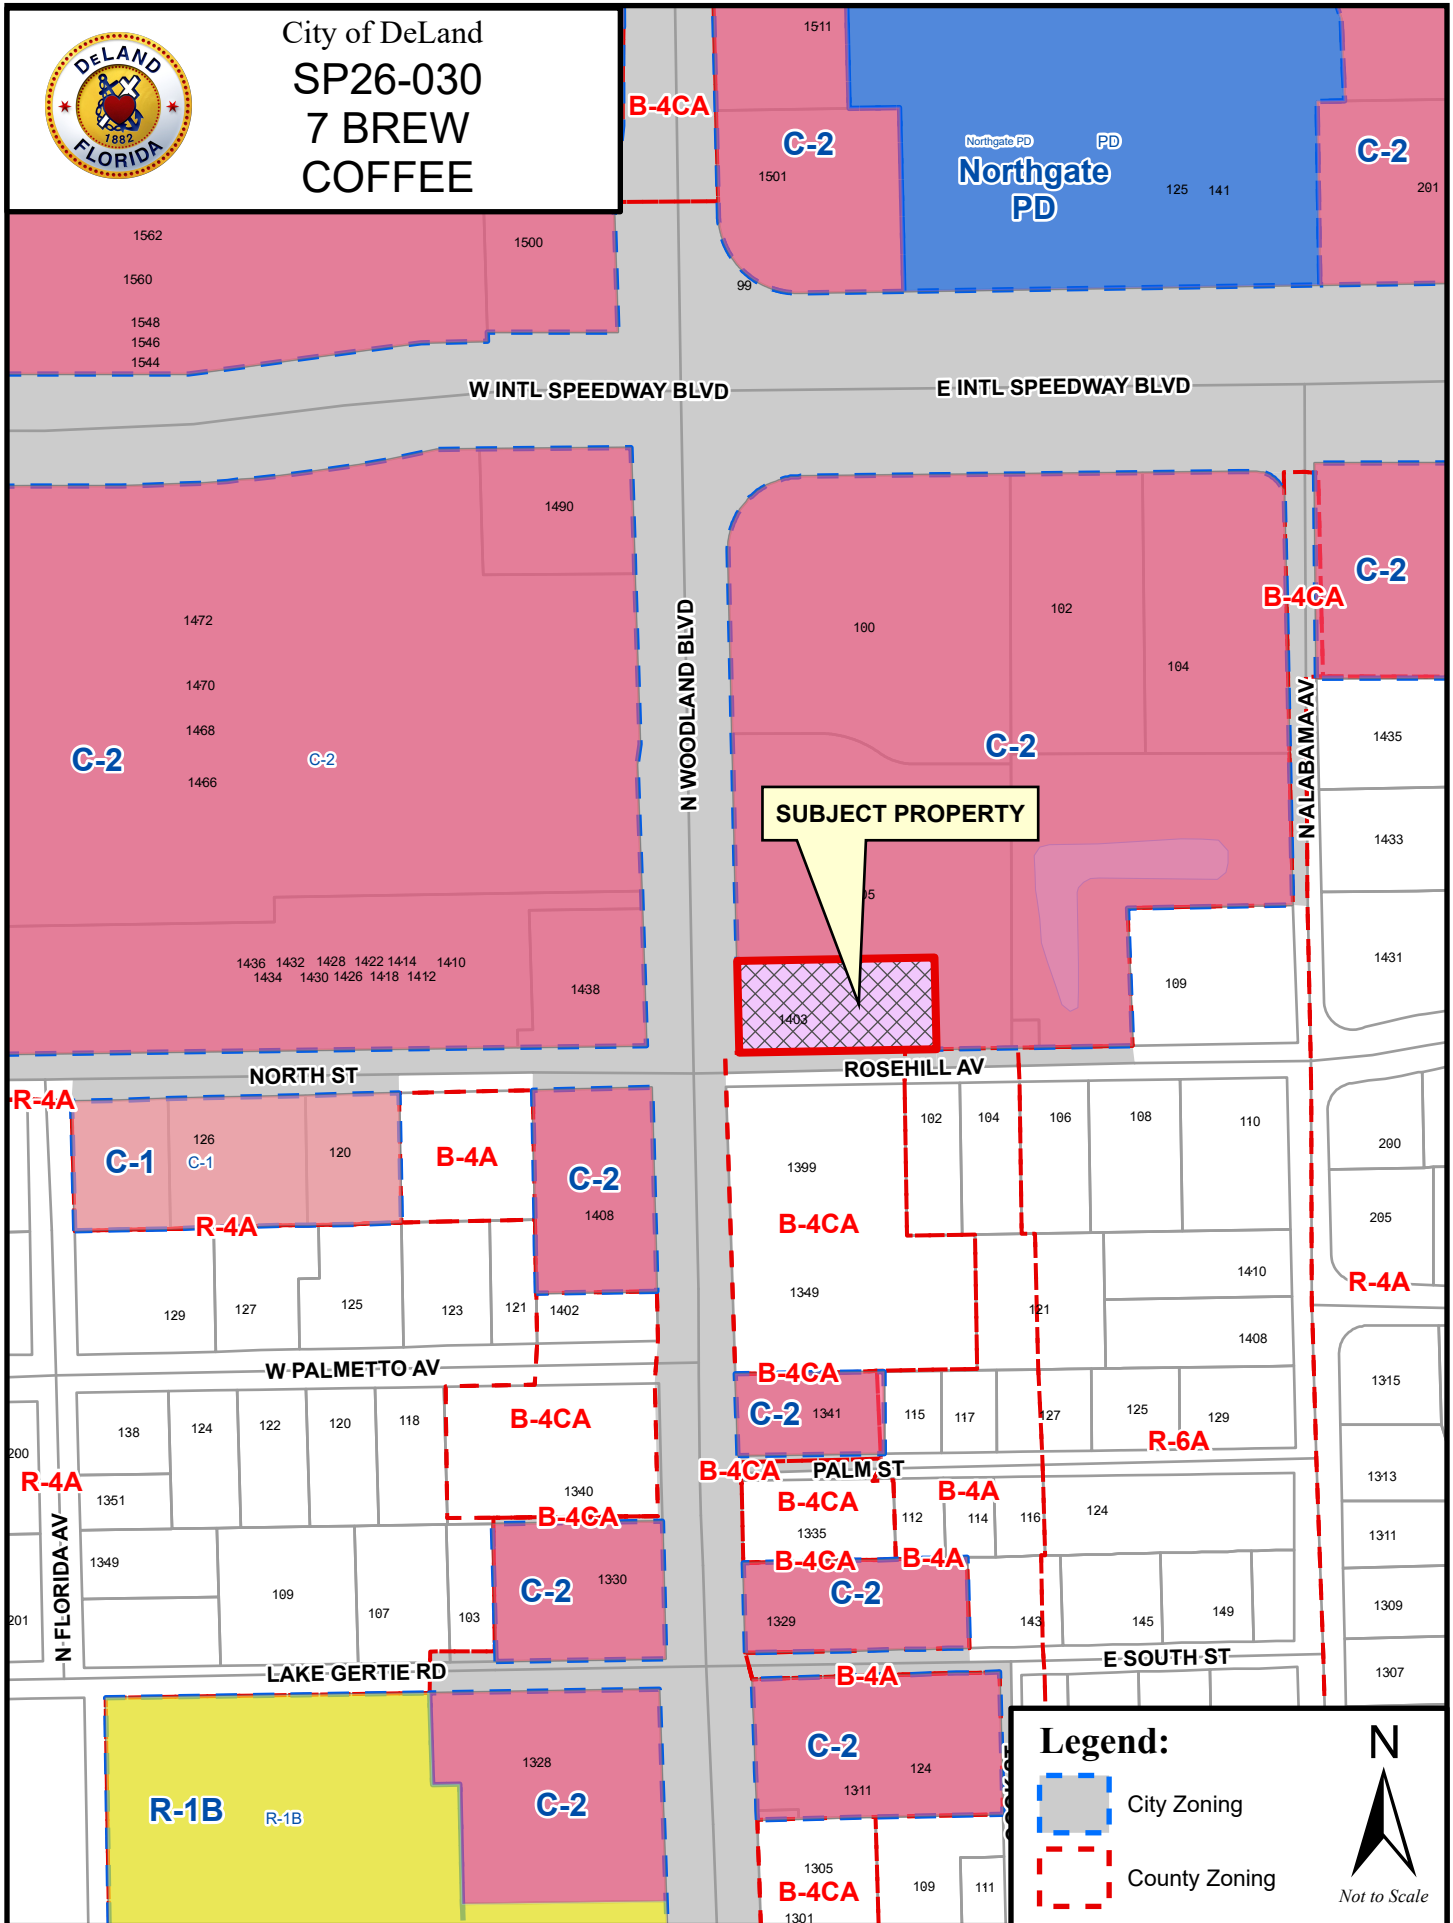 City of DeLand
SP26-030
7 BREW
COFFEE
DELAND
1882
FLORIDA
B-4CA
1511
C-2
1501
Northgate PD
PD
Northgate
PD
125
141
C-2
201
1562
1500
1560
1548
1546
1544
99
W INTL SPEEDWAY BLVD
E INTL SPEEDWAY BLVD
1490
1472
1470
1468
1466
C-2
C-2
N WOODLAND BLVD
100
102
104
C-2
B-4CA
C-2
N ALABAMA AV
1435
1433
1431
SUBJECT PROPERTY
05
1403
109
1436
1432
1428
1422
1414
1410
1434
1430
1426
1418
1412
1438
NORTH ST
ROSEHILL AV
R-4A
C-1
126
C-1
120
B-4A
C-2
1408
R-4A
1399
B-4CA
1349
102
104
106
108
110
200
205
R-4A
1410
1408
121
129
127
125
123
121
1402
W PALMETTO AV
B-4CA
C-2
1341
115
117
127
125
129
R-6A
1315
138
124
122
120
118
B-4CA
1340
200
R-4A
1351
B-4CA
PALM ST
B-4CA
1335
B-4A
112
114
116
124
1313
1311
N FLORIDA AV
1349
109
107
103
201
B-4CA
C-2
1330
B-4CA
B-4A
C-2
1329
143
145
149
1309
1307
LAKE GERTIE RD
E SOUTH ST
B-4A
C-2
124
1311
R-1B
R-1B
1328
C-2
1305
B-4CA
1301
109
111
Legend:
City Zoning
County Zoning
N
Not to Scale